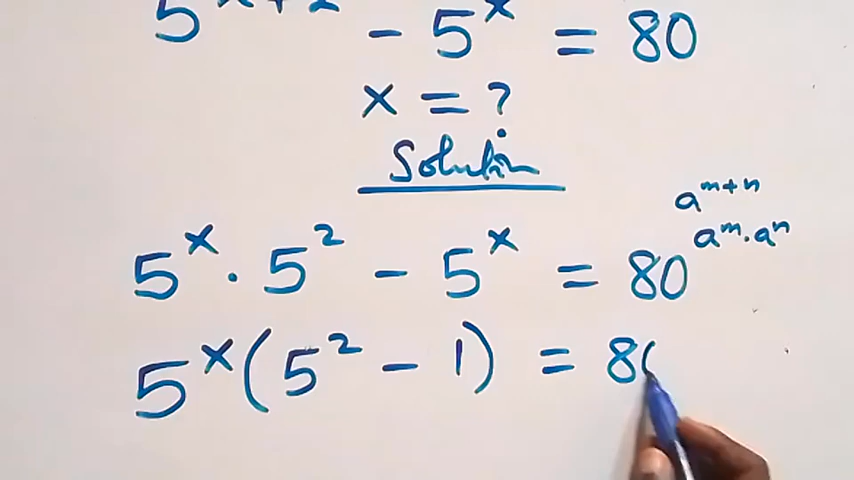 5^{x+2} - 5^x = 80
x = ?
Solution
a^{m+n}
a^m · a^n
5^x · 5^2 - 5^x = 80
5^x (5^2 - 1) = 8(